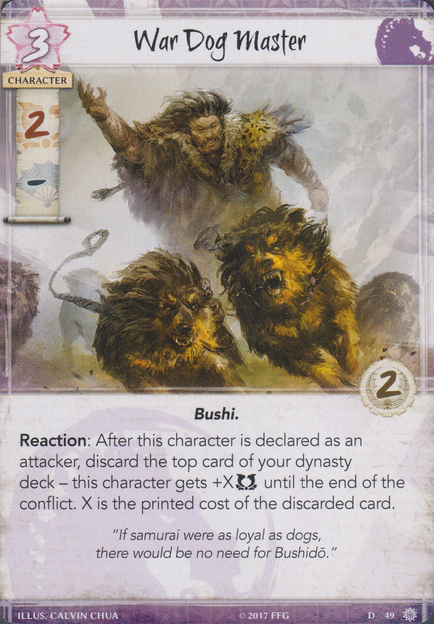 3
War Dog Master
CHARACTER
2
-
2
Bushi.
Reaction: After this character is declared as an
attacker, discard the top card of your dynasty
deck – this character gets +X until the end of the
conflict. X is the printed cost of the discarded card.
“If samurai were as loyal as dogs,
there would be no need for Bushidō.”
ILLUS. CALVIN CHUA © 2017 FFG D 49